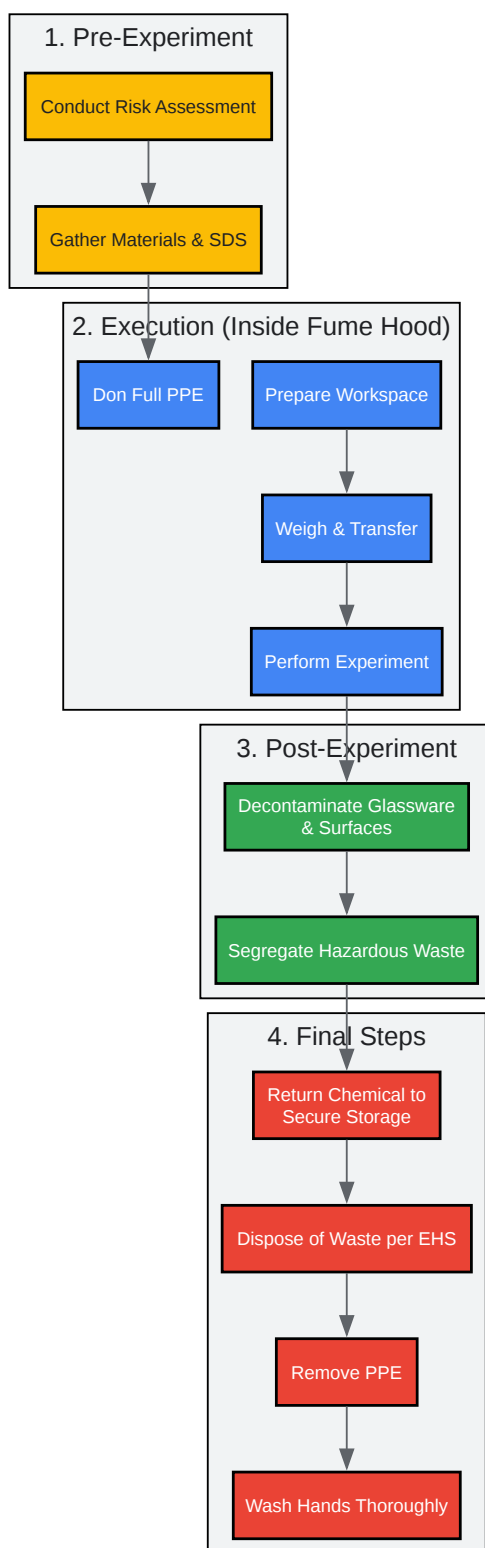 1. Pre-Experiment
Conduct Risk Assessment
Gather Materials & SDS
2. Execution (Inside Fume Hood)
Don Full PPE
Prepare Workspace
Weigh & Transfer
Perform Experiment
3. Post-Experiment
Decontaminate Glassware
& Surfaces
Segregate Hazardous Waste
4. Final Steps
Return Chemical to
Secure Storage
Dispose of Waste per EHS
Remove PPE
Wash Hands Thoroughly